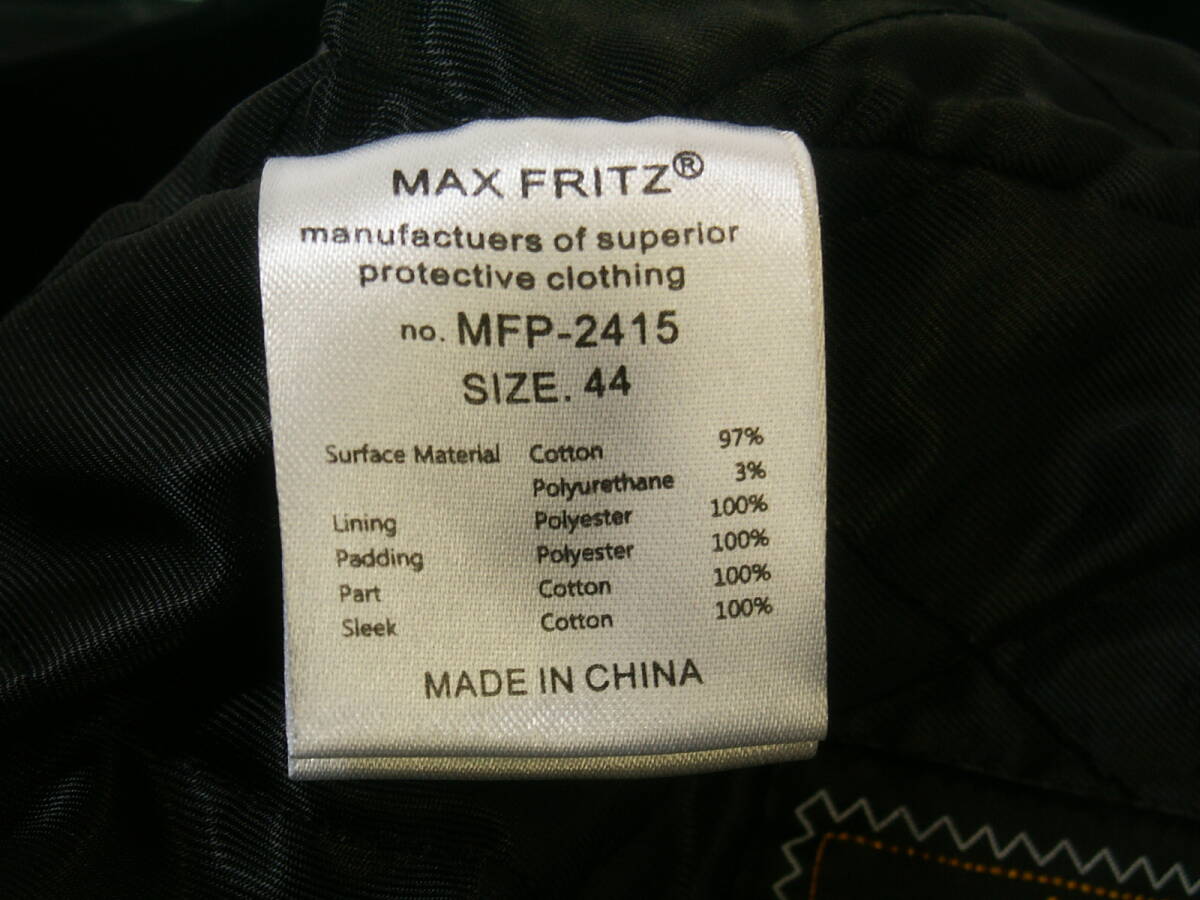 MAX FRITZ®
manufactuers of superior
protective clothing
no. MFP-2415
SIZE. 44
Surface Material Cotton 97%
Polyurethane 3%
Lining Polyester 100%
Padding Polyester 100%
Part Cotton 100%
Sleek Cotton 100%
MADE IN CHINA